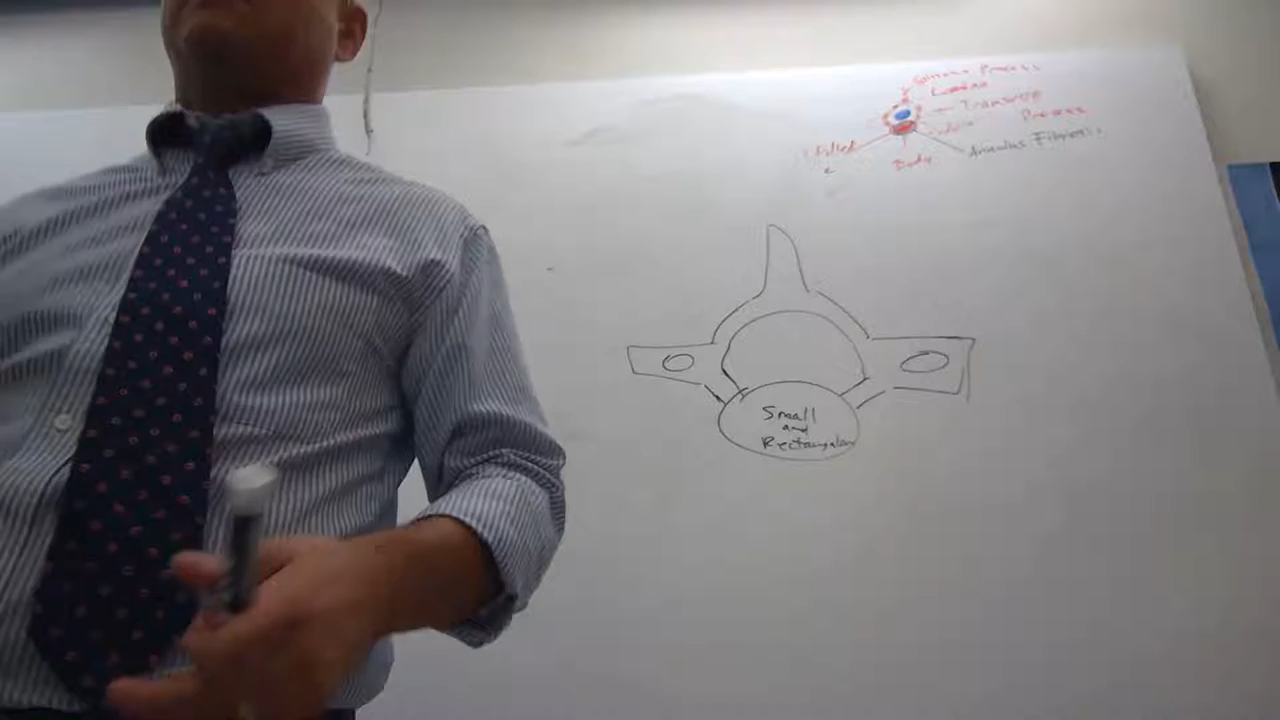 Spinous Process
Lamina
Transverse
Process
Body
Annulus Fibrosis
Small
and
Rectangular